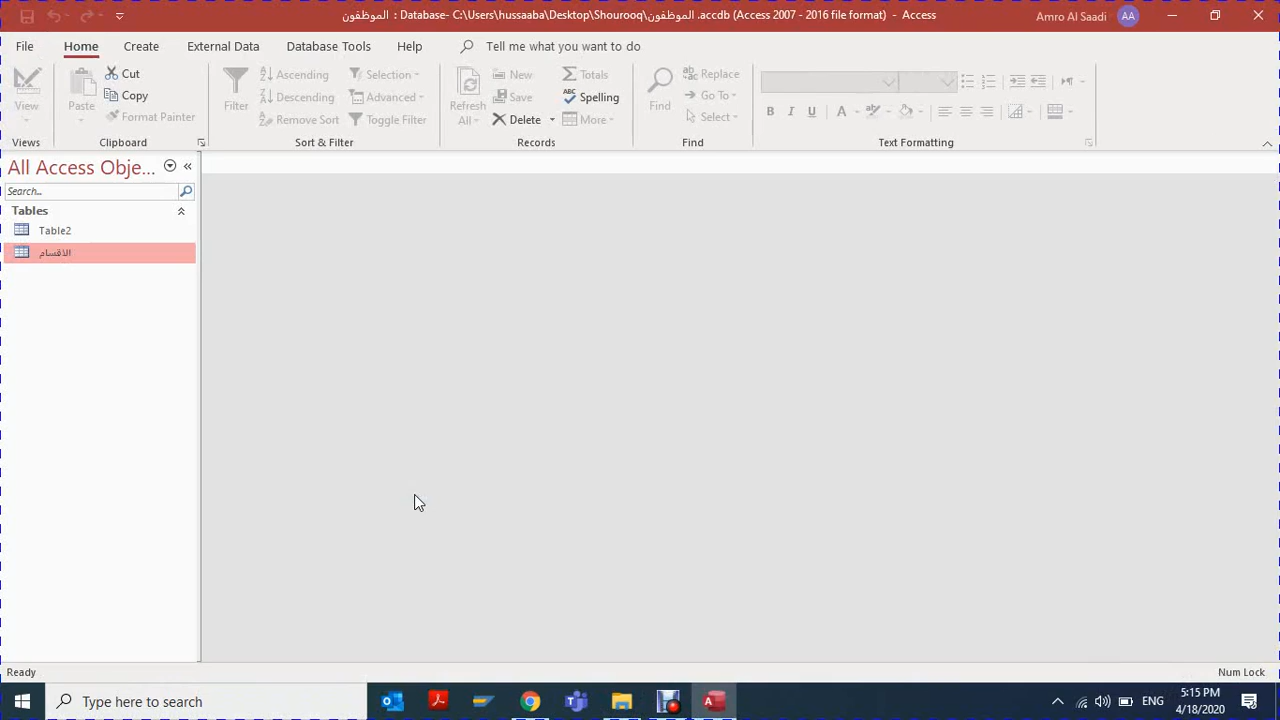 الموظفون : Database- C:\Users\hussaaba\Desktop\Shourooq\الموظفون .accdb (Access 2007 - 2016 file format) - Access
Amro Al Saadi
AA
File
Home
Create
External Data
Database Tools
Help
Tell me what you want to do
View
Views
Paste
Cut
Copy
Format Painter
Clipboard
Filter
Ascending
Descending
Remove Sort
Selection
Advanced
Toggle Filter
Sort & Filter
Refresh
All
New
Save
Delete
Totals
Spelling
More
Records
Find
Replace
Go To
Select
Find
B I U A
Text Formatting
All Access Obje...
Search...
Tables
Table2
الاقسام
Ready
Num Lock
Type here to search
ENG
5:15 PM
4/18/2020